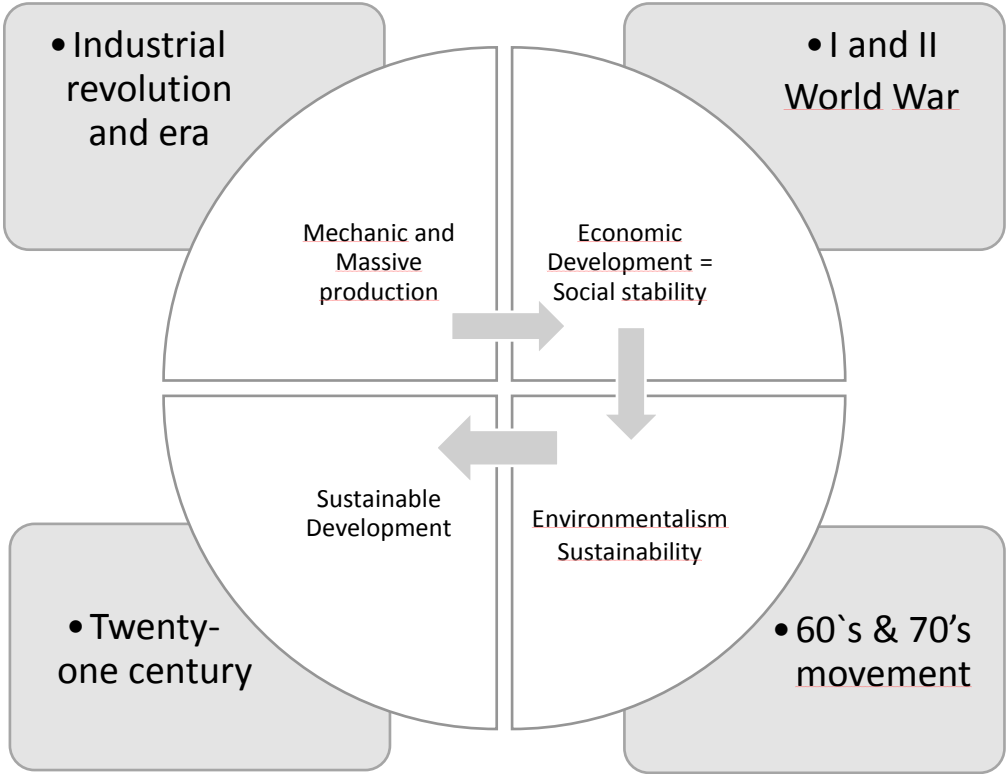 • Industrial
revolution
and era
• I and II
World War
Mechanic and
Massive
production
Economic
Development =
Social stability
Sustainable
Development
Environmentalism
Sustainability
• Twenty-
one century
• 60`s & 70’s
movement